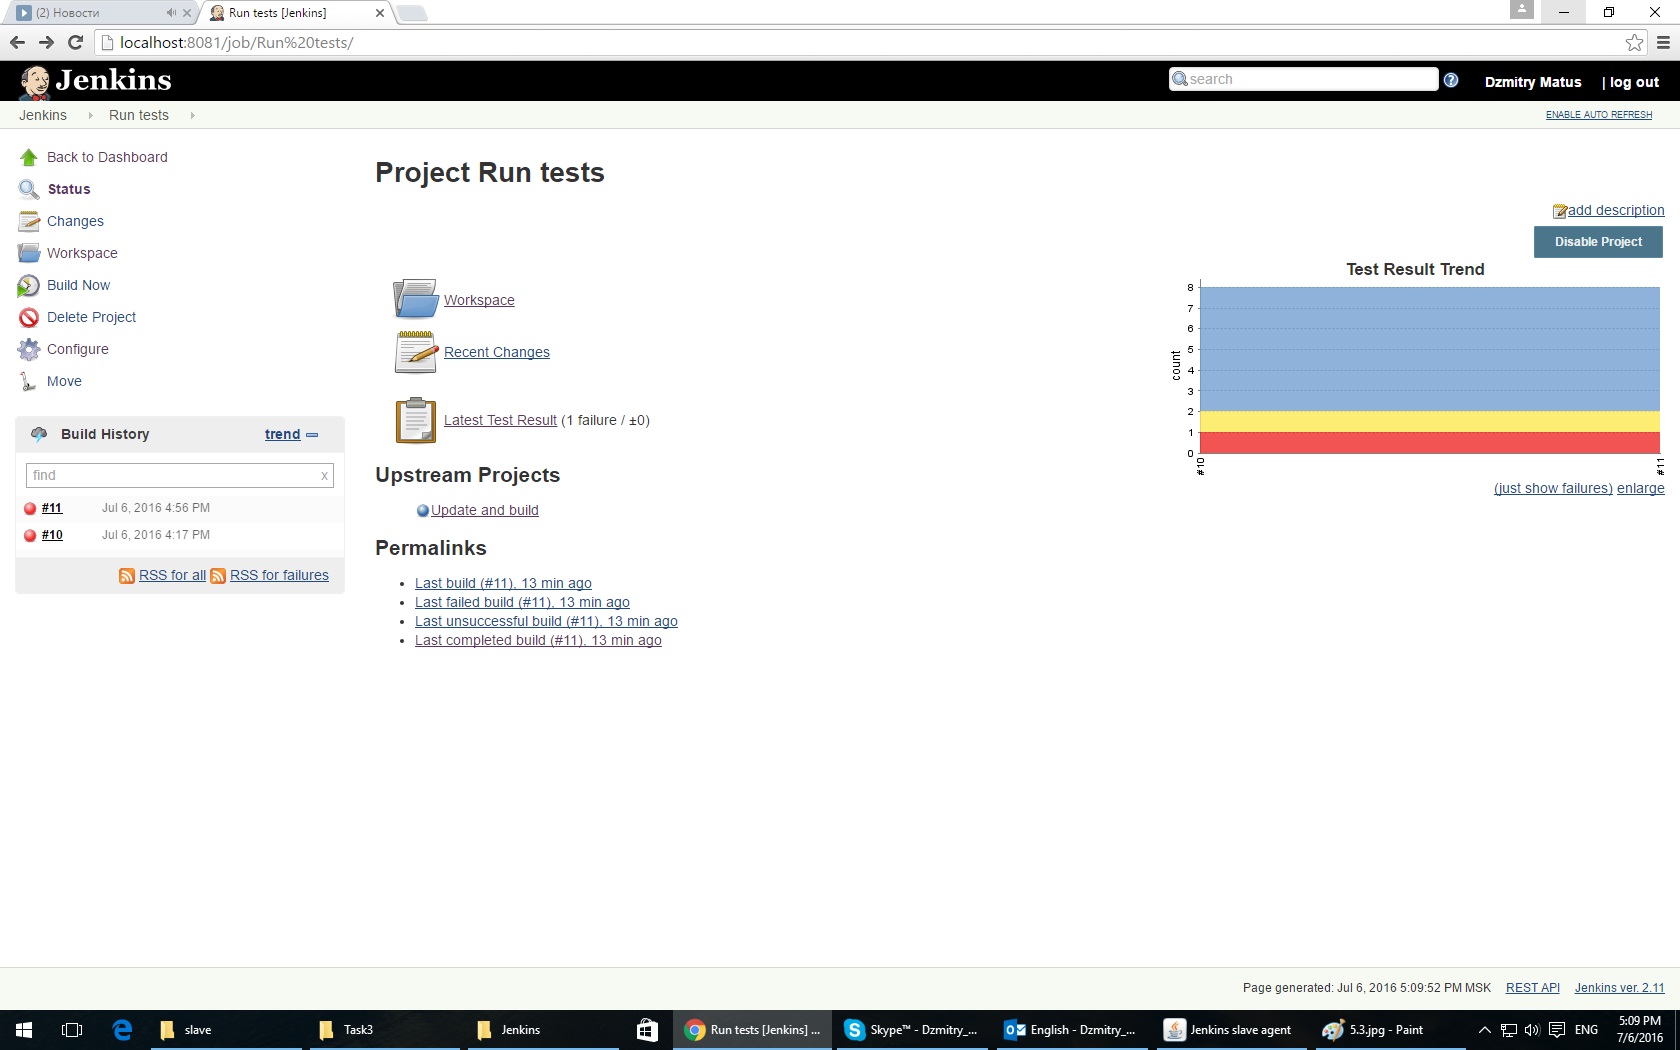 (2) Новости
Run tests [Jenkins]
localhost:8081/job/Run%20tests/
Jenkins
search
Dzmitry Matus
| log out
Jenkins
Run tests
ENABLE AUTO REFRESH
Back to Dashboard
Status
Changes
Workspace
Build Now
Delete Project
Configure
Move
Build History
trend
find
x
#11
Jul 6, 2016 4:56 PM
#10
Jul 6, 2016 4:17 PM
RSS for all
RSS for failures
Project Run tests
add description
Disable Project
Workspace
Recent Changes
Latest Test Result (1 failure / ±0)
Upstream Projects
Update and build
Permalinks
Last build (#11), 13 min ago
Last failed build (#11), 13 min ago
Last unsuccessful build (#11), 13 min ago
Last completed build (#11), 13 min ago
Test Result Trend
count
8
7
6
5
4
3
2
1
0
#10
#11
(just show failures) enlarge
Page generated: Jul 6, 2016 5:09:52 PM MSK
REST API
Jenkins ver. 2.11
slave
Task3
Jenkins
Run tests [Jenkins] ...
Skype™ - Dzmitry_...
English - Dzmitry_...
Jenkins slave agent
5.3.jpg - Paint
ENG
5:09 PM
7/6/2016